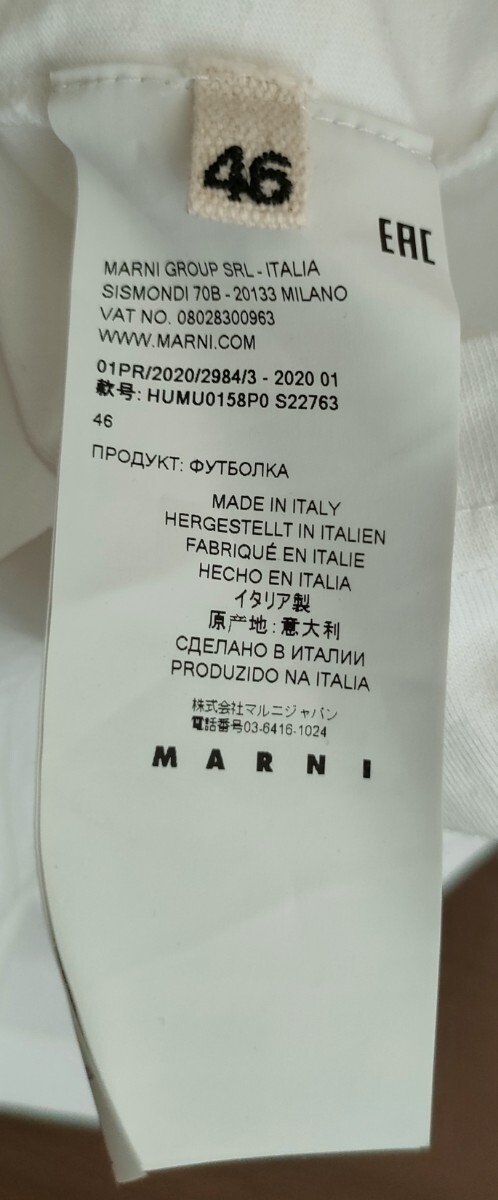 46
EAC
MARNI GROUP SRL - ITALIA
SISMONDI 70B - 20133 MILANO
VAT NO. 08028300963
WWW.MARNI.COM
01PR/2020/2984/3 - 2020 01
款号: HUMU0158P0 S22763
46
ПРОДУКТ: ФУТБОЛКА
MADE IN ITALY
HERGESTELLT IN ITALIEN
FABRIQUÉ EN ITALIE
HECHO EN ITALIA
イタリア製
原产地: 意大利
СДЕЛАНО В ИТАЛИИ
PRODUZIDO NA ITALIA
株式会社マルニジャパン
電話番号03-6416-1024
MARNI